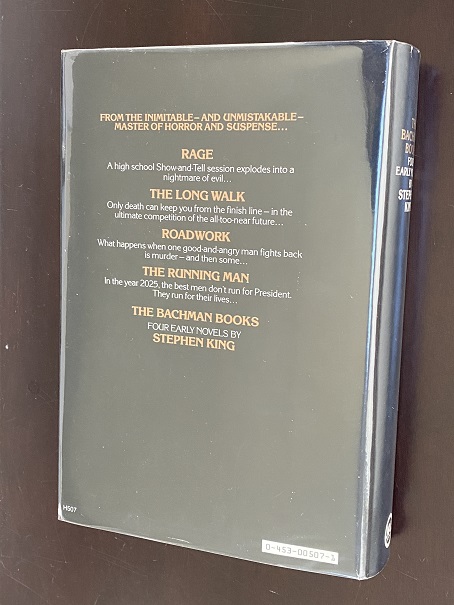 FROM THE INIMITABLE—AND UNMISTAKABLE—
MASTER OF HORROR AND SUSPENSE...
RAGE
A high school Show-and-Tell session explodes into a
nightmare of evil...
THE LONG WALK
Only death can keep you from the finish line—in the
ultimate competition of the all-too-near future...
ROADWORK
What happens when one good-and-angry man fights back
is murder—and then some...
THE RUNNING MAN
In the year 2025, the best men don't run for President.
They run for their lives...
THE BACHMAN BOOKS
FOUR EARLY NOVELS BY
STEPHEN KING
H507
0-453-00507-1